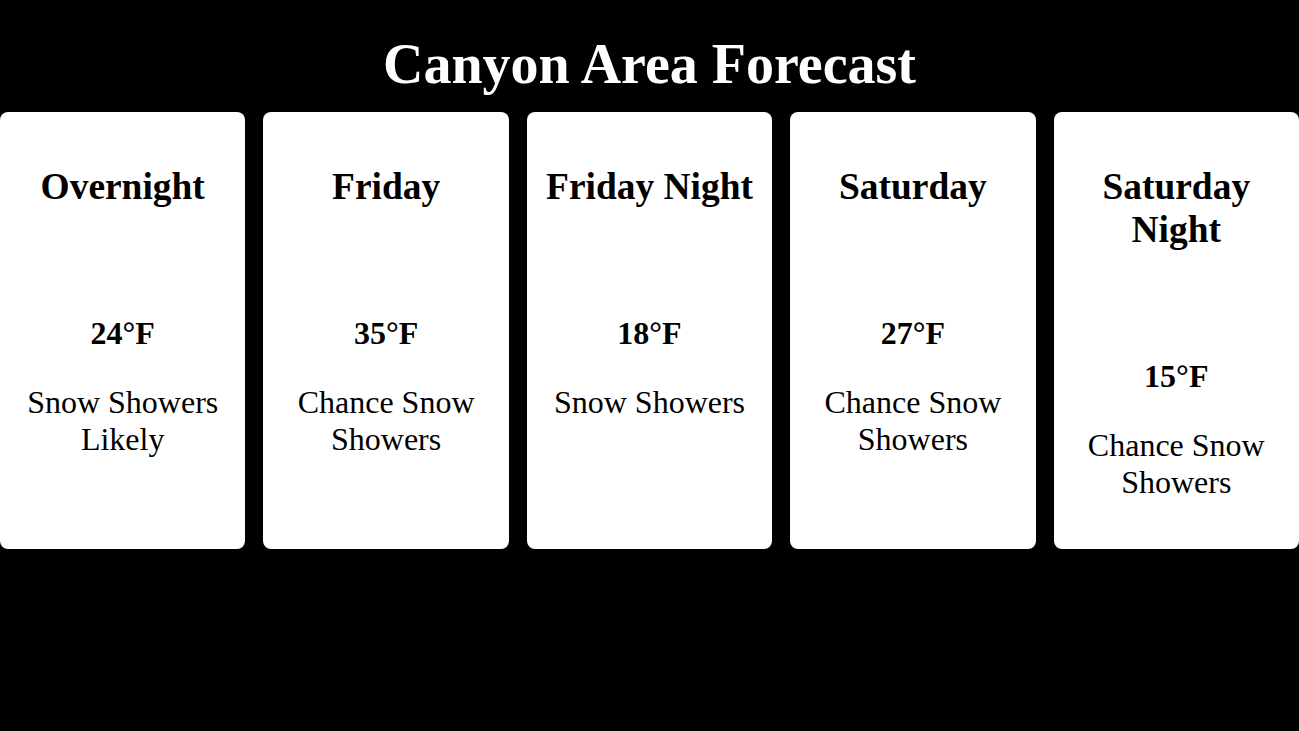 Canyon Area Forecast
Overnight
24°F
Snow Showers
Likely
Friday
35°F
Chance Snow
Showers
Friday Night
18°F
Snow Showers
Saturday
27°F
Chance Snow
Showers
Saturday
Night
15°F
Chance Snow
Showers